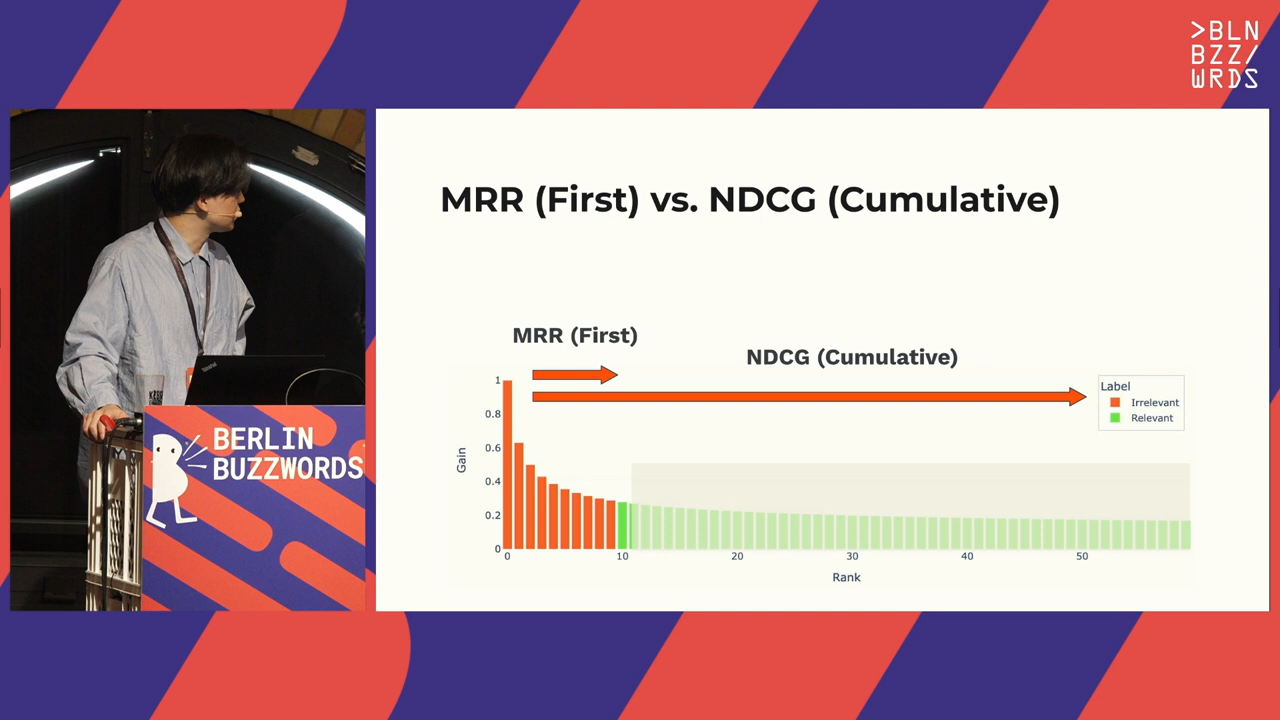 >BLN
BZZ/
WRDS
MRR (First) vs. NDCG (Cumulative)
MRR (First)
NDCG (Cumulative)
Label
Irrelevant
Relevant
1
0.8
0.6
0.4
0.2
0
Gain
0
10
20
30
40
50
Rank
ThinkPad
BERLIN
BUZZWORDS